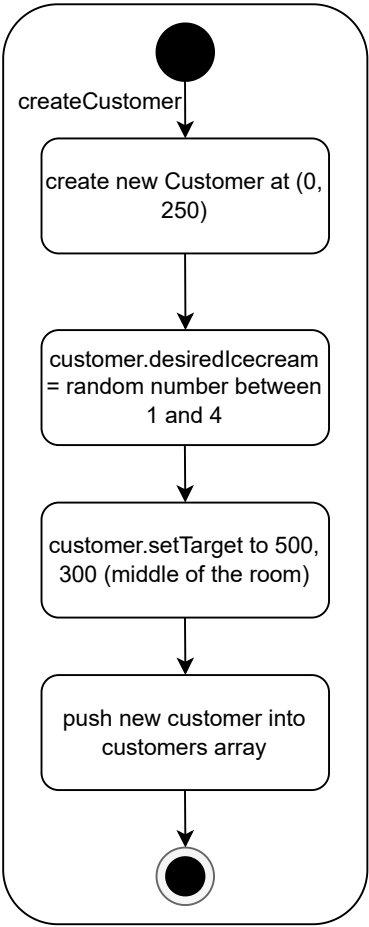 createCustomer
create new Customer at (0,
250)
customer.desiredIcecream
= random number between
1 and 4
customer.setTarget to 500,
300 (middle of the room)
push new customer into
customers array